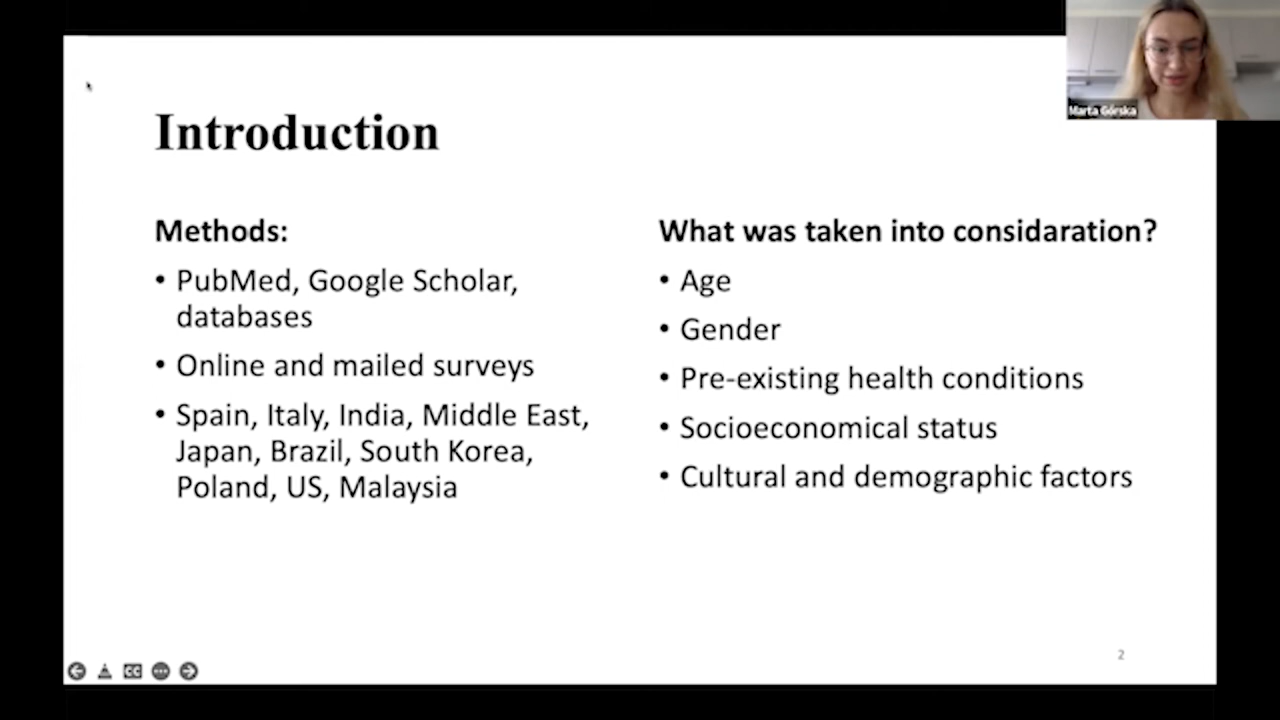 Marta Górska
Introduction
Methods:
• PubMed, Google Scholar,
databases
• Online and mailed surveys
• Spain, Italy, India, Middle East,
Japan, Brazil, South Korea,
Poland, US, Malaysia
What was taken into considaration?
• Age
• Gender
• Pre-existing health conditions
• Socioeconomical status
• Cultural and demographic factors
2
CC